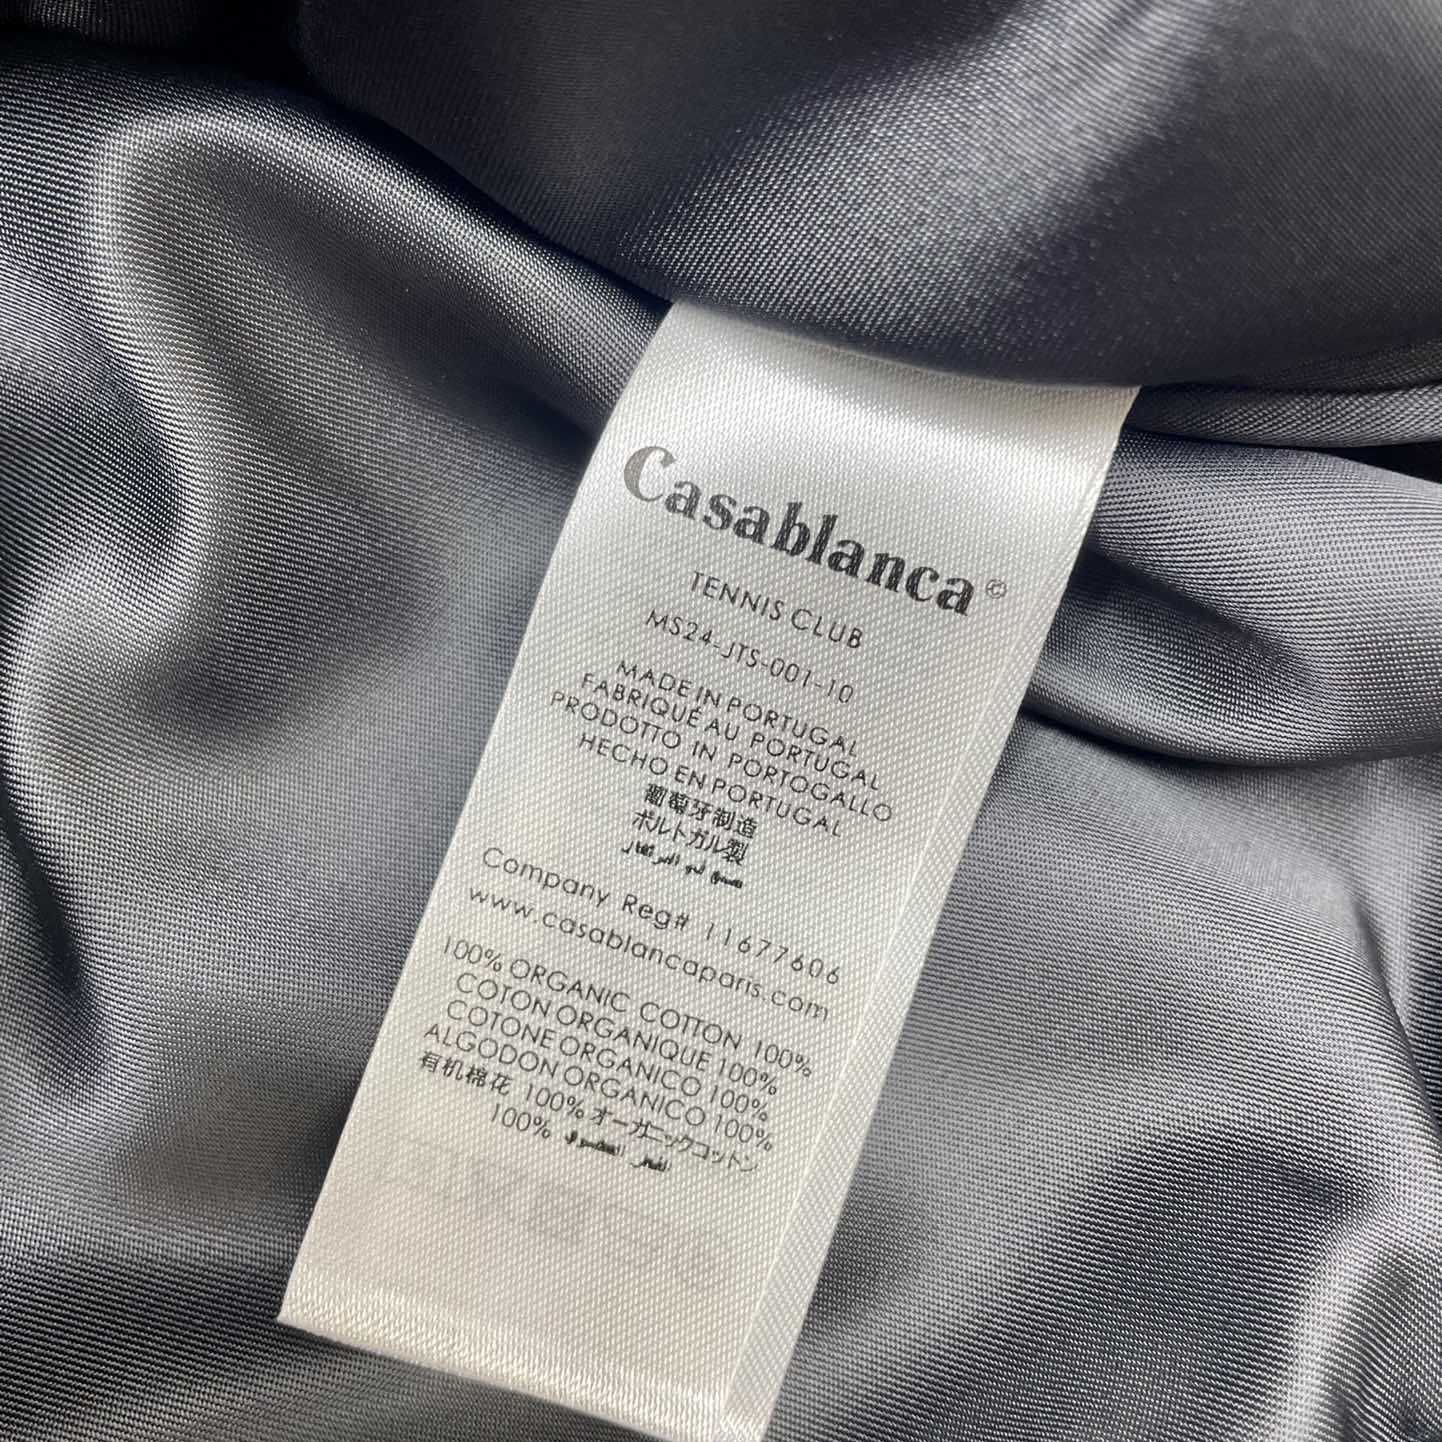 Casablanca©
TENNIS CLUB
MS24-JTS-001-10
MADE IN PORTUGAL
FABRIQUÉ AU PORTUGAL
PRODOTTO IN PORTOGALLO
HECHO EN PORTUGAL
葡萄牙制造
ポルトガル製
Company Reg# 11677606
www.casablancaparis.com
100% ORGANIC COTTON 100%
COTON ORGANIQUE 100%
COTONE ORGANICO 100%
ALGODON ORGANICO 100%
有机棉花 100% オーガニックコットン
100%